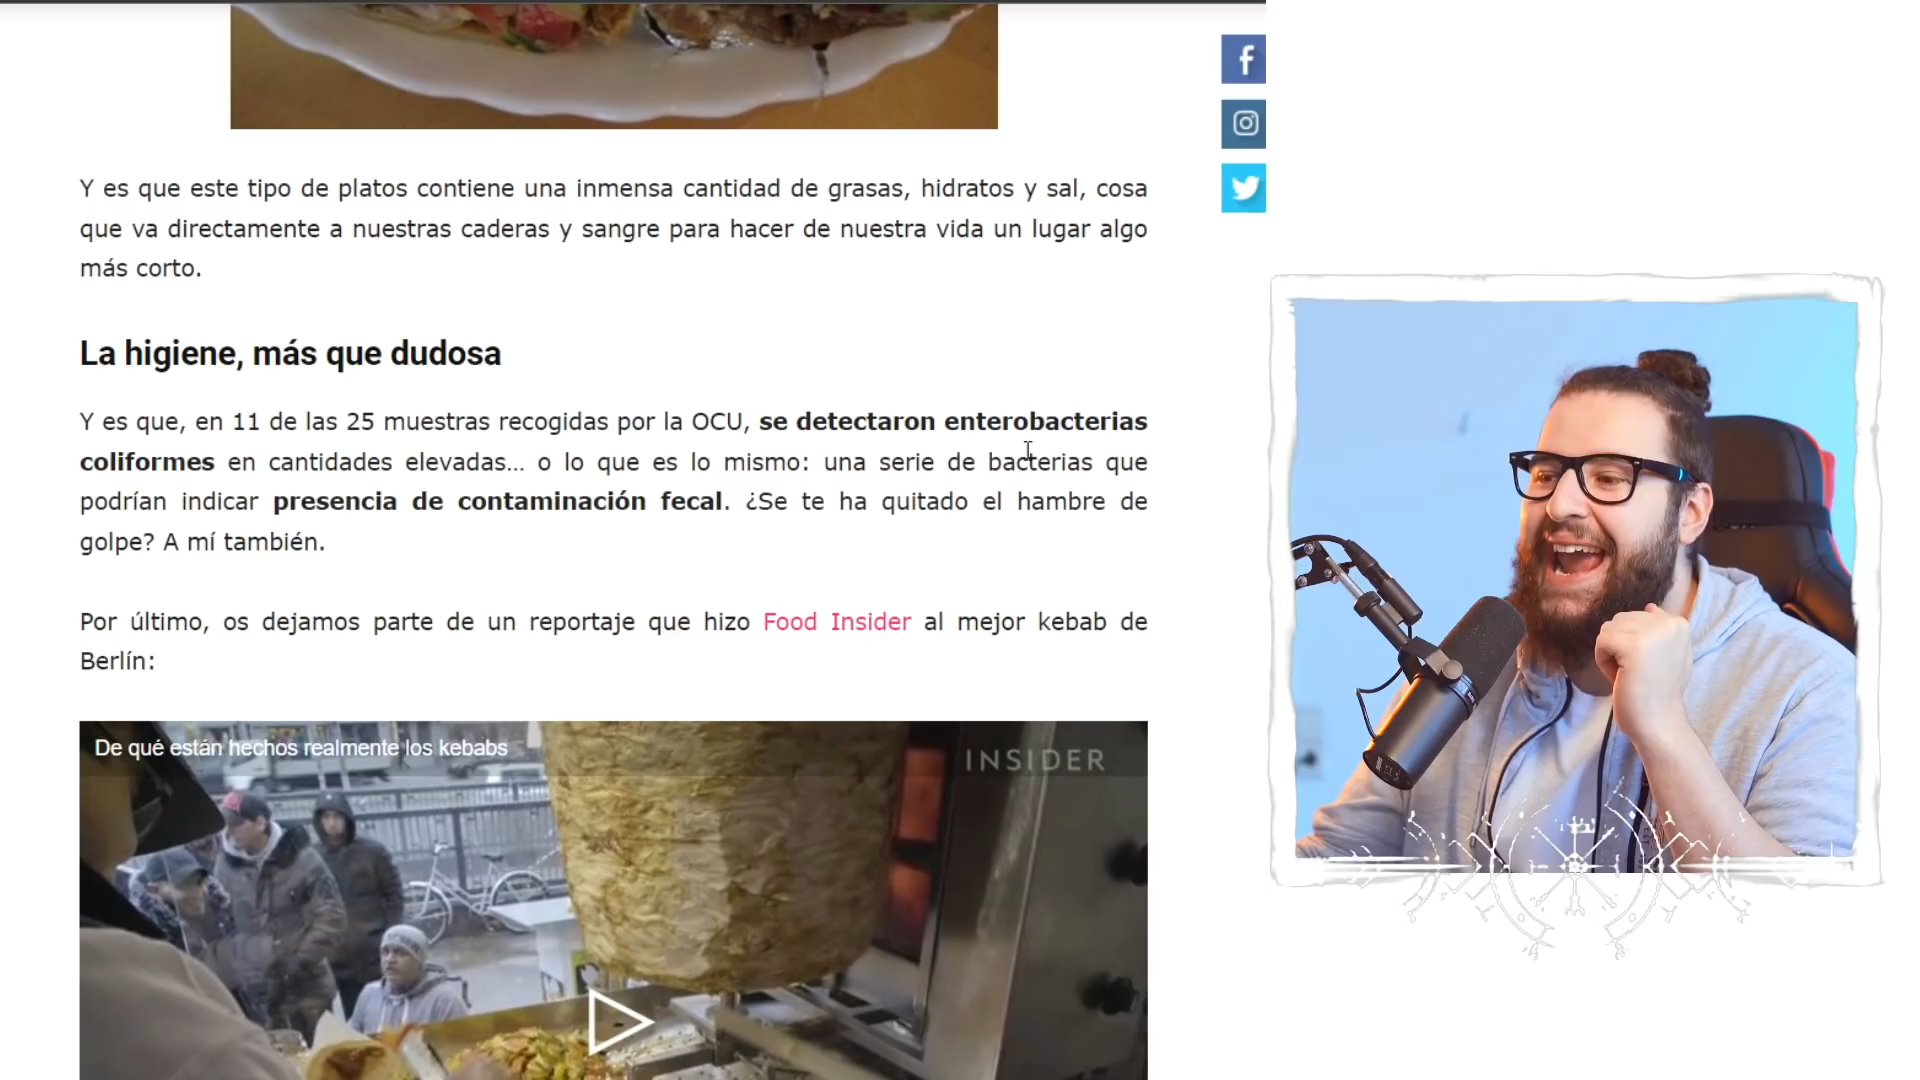 Y es que este tipo de platos contiene una inmensa cantidad de grasas, hidratos y sal, cosa
que va directamente a nuestras caderas y sangre para hacer de nuestra vida un lugar algo
más corto.
La higiene, más que dudosa
Y es que, en 11 de las 25 muestras recogidas por la OCU, se detectaron enterobacterias
coliformes en cantidades elevadas... o lo que es lo mismo: una serie de bacterias que
podrían indicar presencia de contaminación fecal. ¿Se te ha quitado el hambre de
golpe? A mí también.
Por último, os dejamos parte de un reportaje que hizo Food Insider al mejor kebab de
Berlín:
De qué están hechos realmente los kebabs
INSIDER